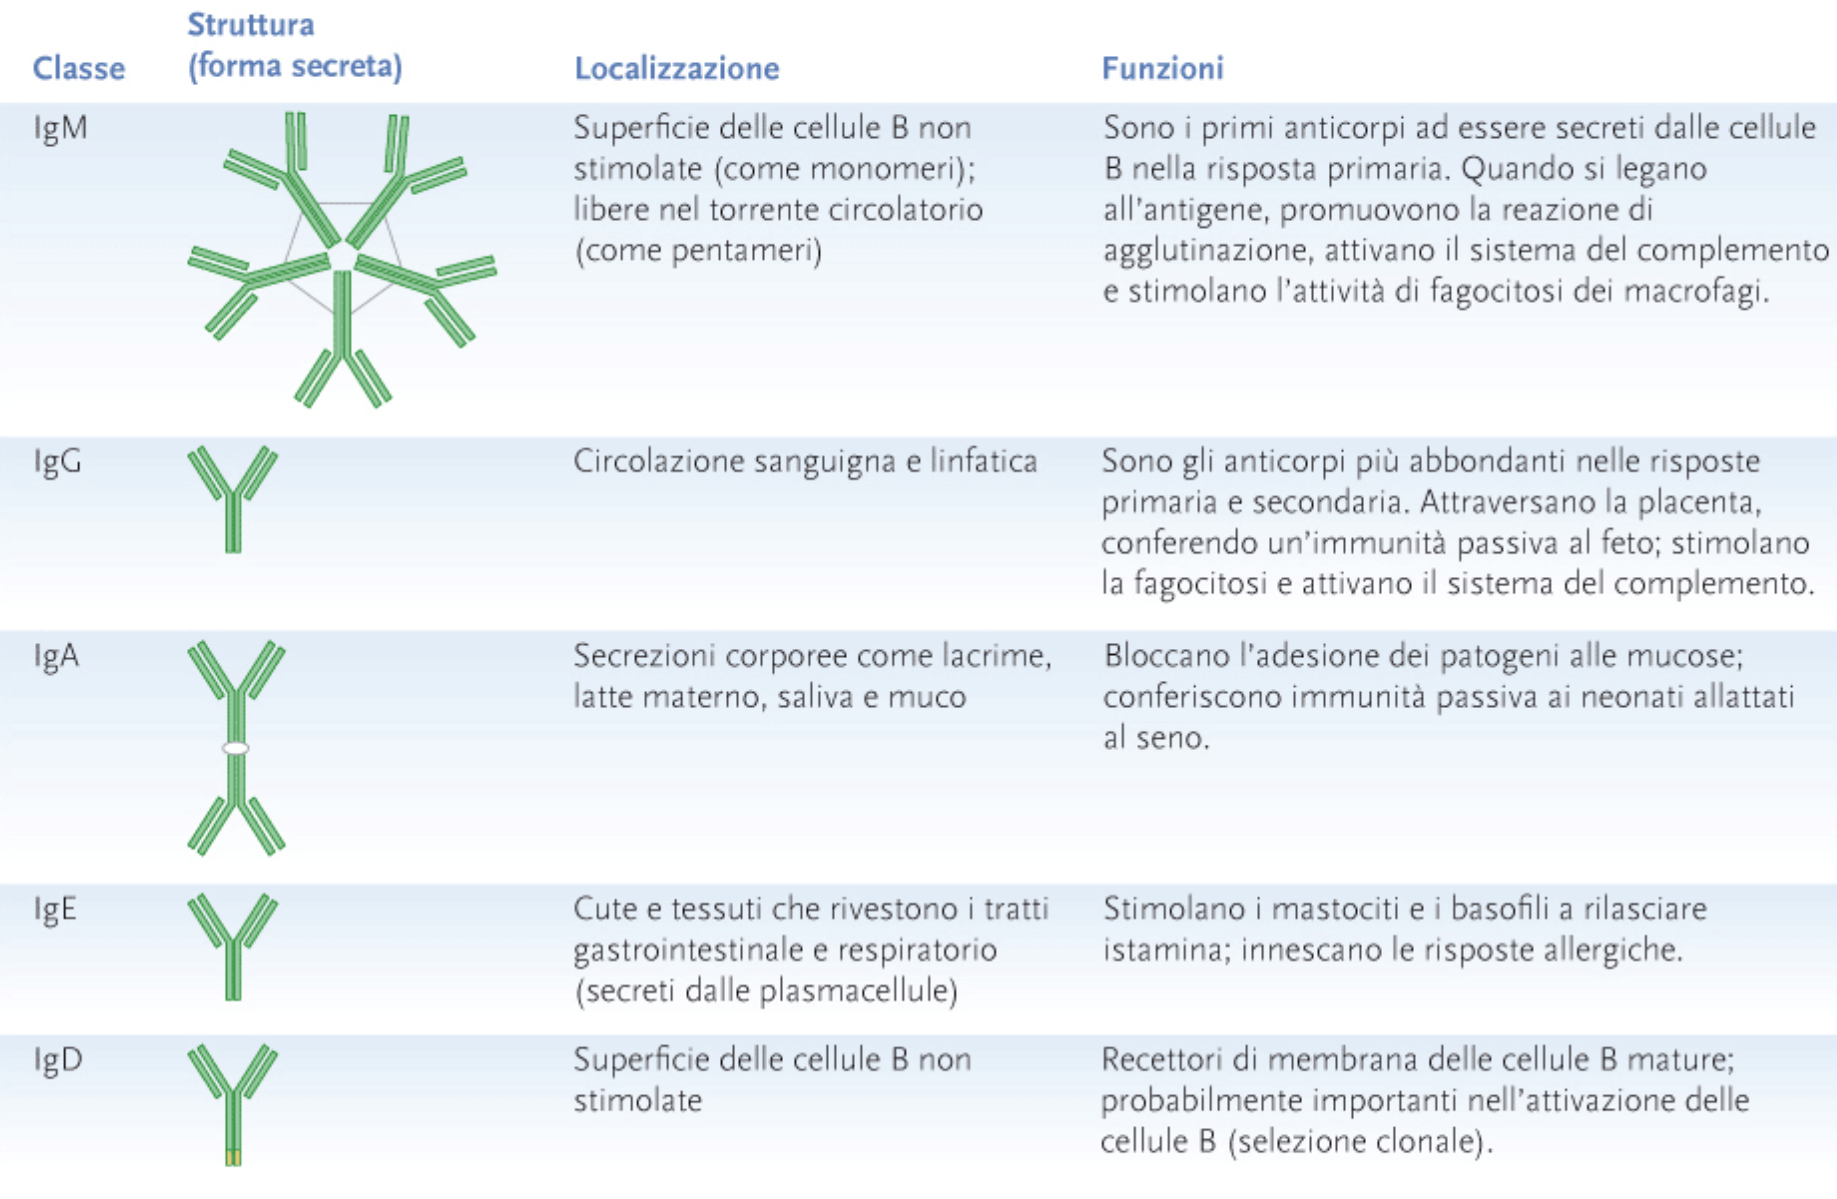 Classe
Struttura
(forma secreta)
Localizzazione
Funzioni
IgM
Superficie delle cellule B non
stimolate (come monomeri);
libere nel torrente circolatorio
(come pentameri)
Sono i primi anticorpi ad essere secreti dalle cellule
B nella risposta primaria. Quando si legano
all'antigene, promuovono la reazione di
agglutinazione, attivano il sistema del complemento
e stimolano l'attività di fagocitosi dei macrofagi.
IgG
Circolazione sanguigna e linfatica
Sono gli anticorpi più abbondanti nelle risposte
primaria e secondaria. Attraversano la placenta,
conferendo un'immunità passiva al feto; stimolano
la fagocitosi e attivano il sistema del complemento.
IgA
Secrezioni corporee come lacrime,
latte materno, saliva e muco
Bloccano l'adesione dei patogeni alle mucose;
conferiscono immunità passiva ai neonati allattati
al seno.
IgE
Cute e tessuti che rivestono i tratti
gastrointestinale e respiratorio
(secreti dalle plasmacellule)
Stimolano i mastociti e i basofili a rilasciare
istamina; innescano le risposte allergiche.
IgD
Superficie delle cellule B non
stimolate
Recettori di membrana delle cellule B mature;
probabilmente importanti nell'attivazione delle
cellule B (selezione clonale).